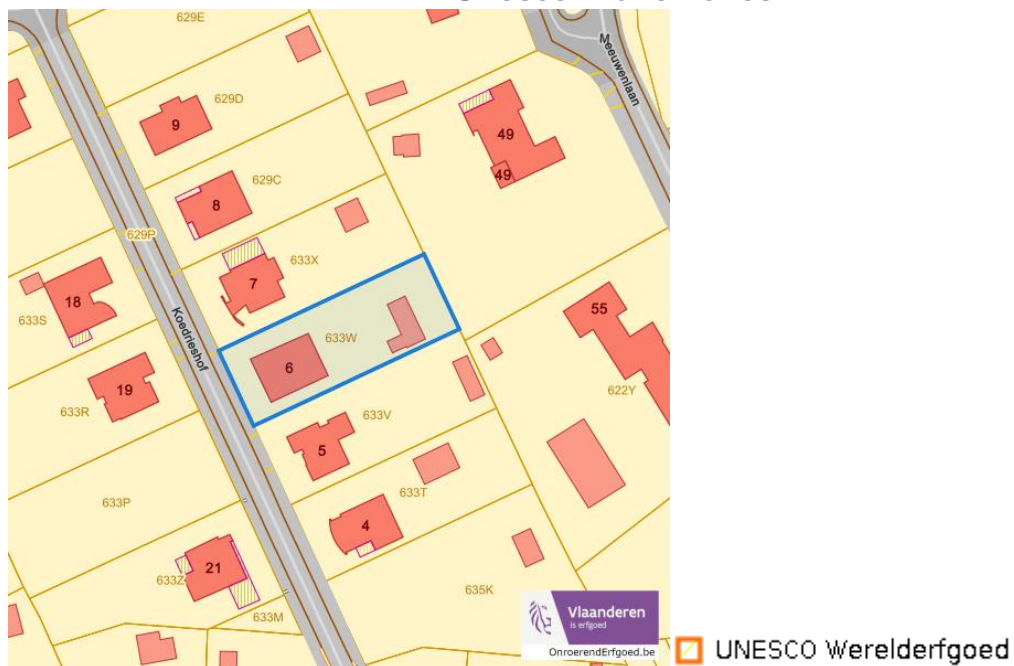 629E
Meeuwenlaan
629D
9
49
49
629C
8
629P
633X
7
18
633S
Koedrieshof
633W
6
55
19
633R
633V
622Y
5
633T
633P
4
21
633Z
635K
633M
Vlaanderen
is erfgoed
OnroerendErfgoed.be
UNESCO Werelderfgoed